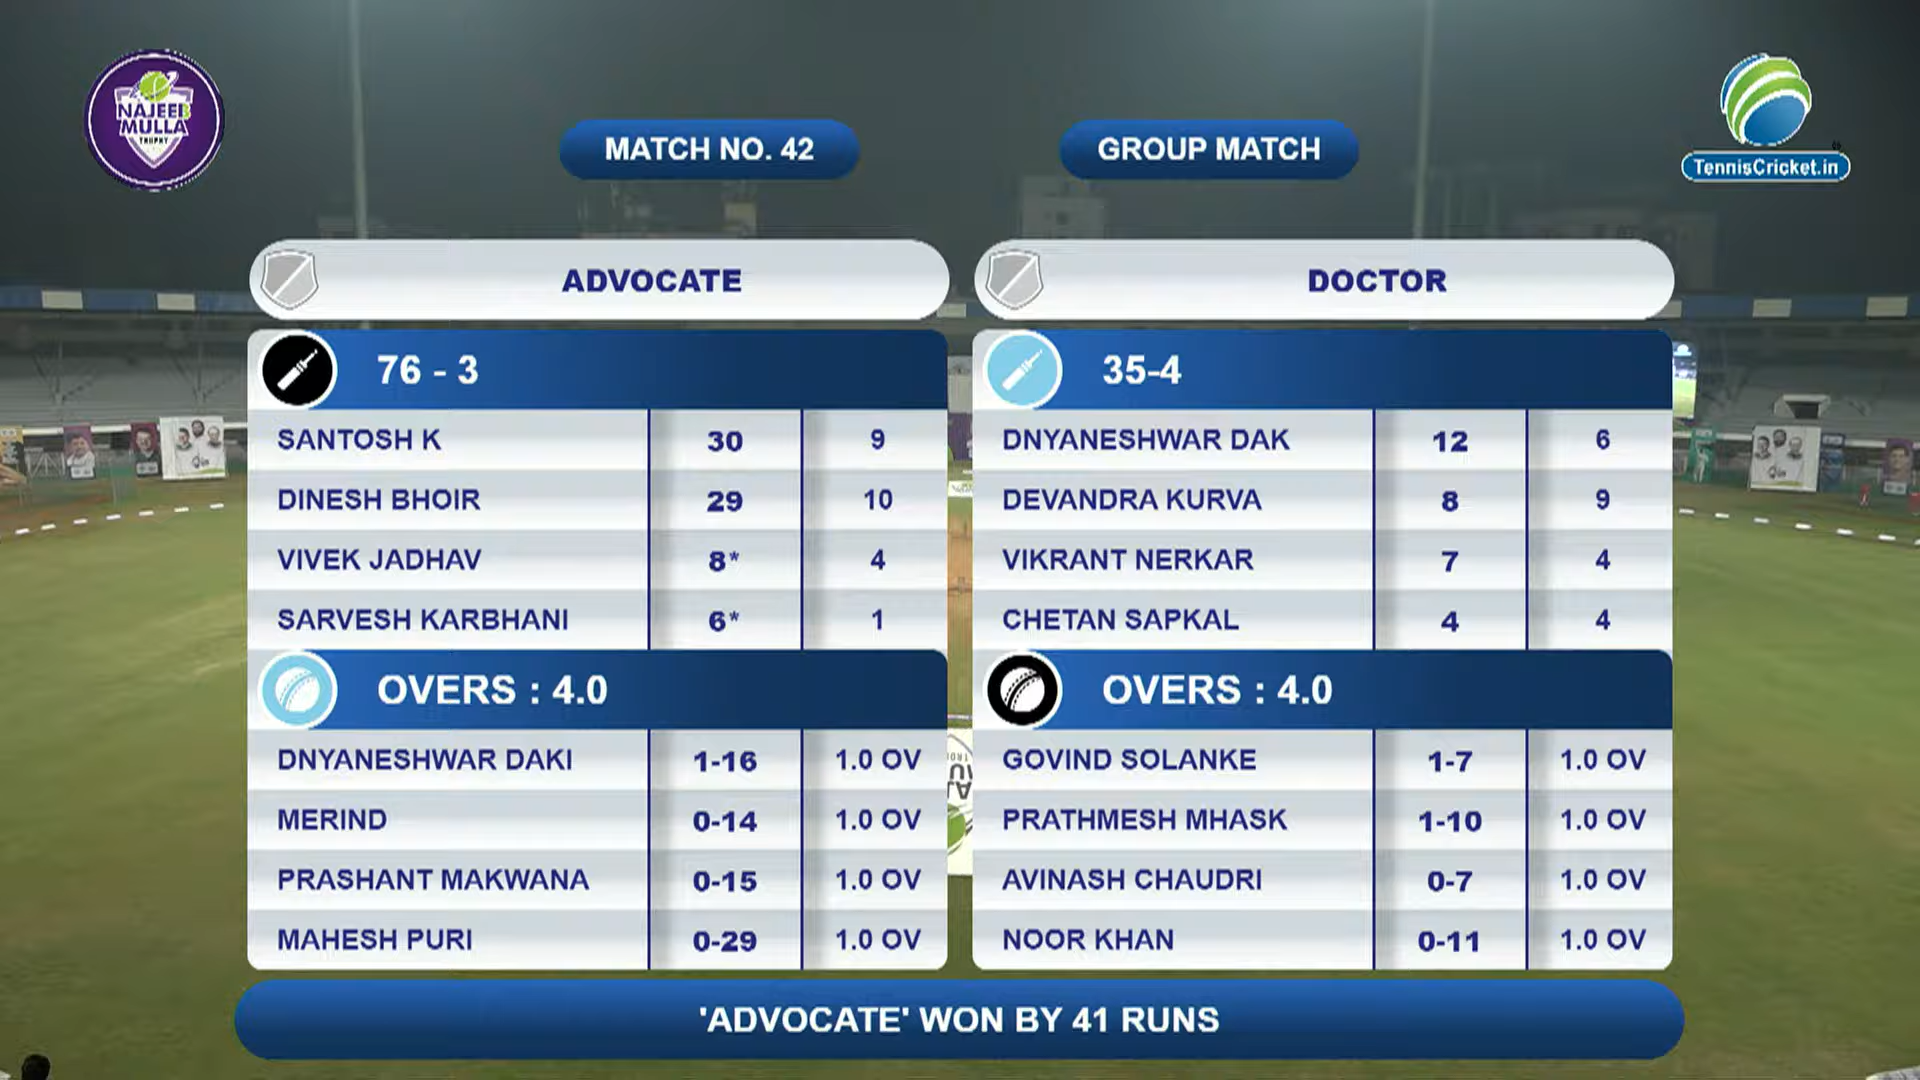 NAJEEB
MULLA
TROPHY
MATCH NO. 42
GROUP MATCH
TennisCricket.in
ADVOCATE
76 - 3
SANTOSH K 30 9
DINESH BHOIR 29 10
VIVEK JADHAV 8* 4
SARVESH KARBHANI 6* 1
OVERS : 4.0
DNYANESHWAR DAKI 1-16 1.0 OV
MERIND 0-14 1.0 OV
PRASHANT MAKWANA 0-15 1.0 OV
MAHESH PURI 0-29 1.0 OV
DOCTOR
35-4
DNYANESHWAR DAK 12 6
DEVANDRA KURVA 8 9
VIKRANT NERKAR 7 4
CHETAN SAPKAL 4 4
OVERS : 4.0
GOVIND SOLANKE 1-7 1.0 OV
PRATHMESH MHASK 1-10 1.0 OV
AVINASH CHAUDRI 0-7 1.0 OV
NOOR KHAN 0-11 1.0 OV
'ADVOCATE' WON BY 41 RUNS